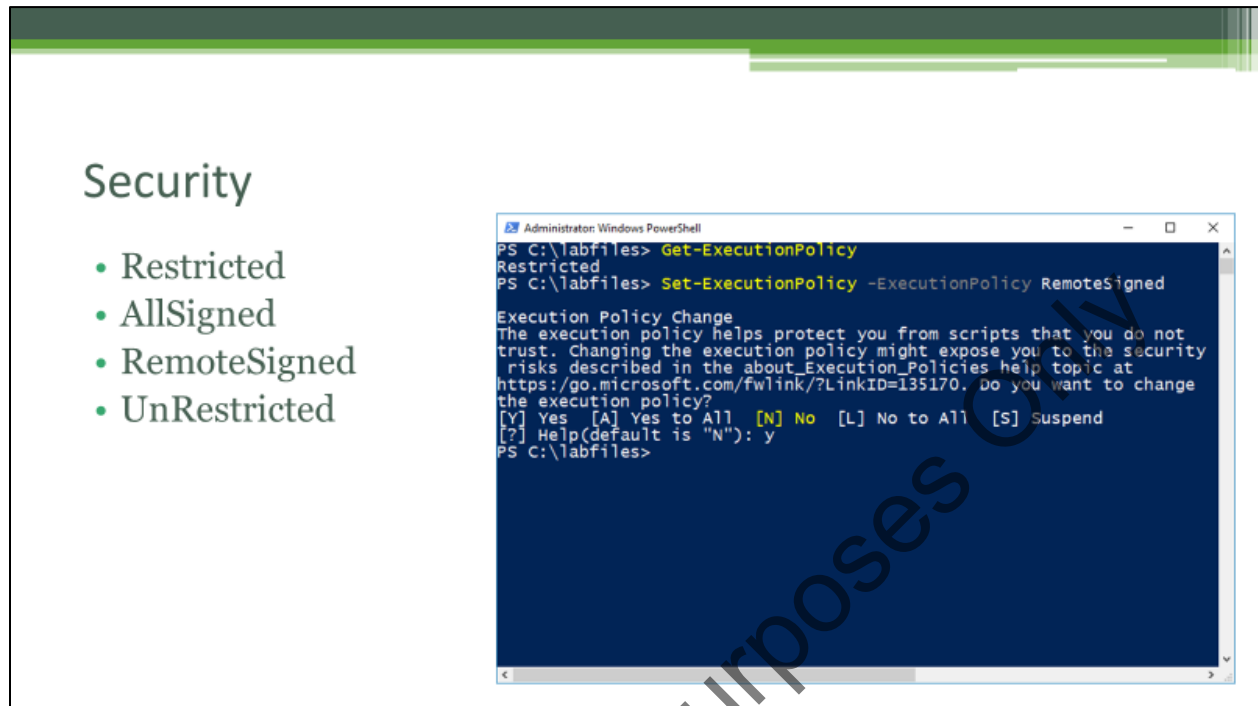 Security
• Restricted
• AllSigned
• RemoteSigned
• UnRestricted
Administrator: Windows PowerShell
PS C:\labfiles> Get-ExecutionPolicy
Restricted
PS C:\labfiles> Set-ExecutionPolicy -ExecutionPolicy RemoteSigned
Execution Policy Change
The execution policy helps protect you from scripts that you do not
trust. Changing the execution policy might expose you to the security
risks described in the about_Execution_Policies help topic at
https:/go.microsoft.com/fwlink/?LinkID=135170. Do you want to change
the execution policy?
[Y] Yes [A] Yes to All [N] No [L] No to All [S] Suspend
[?] Help(default is "N"): y
PS C:\labfiles>
urposes Only